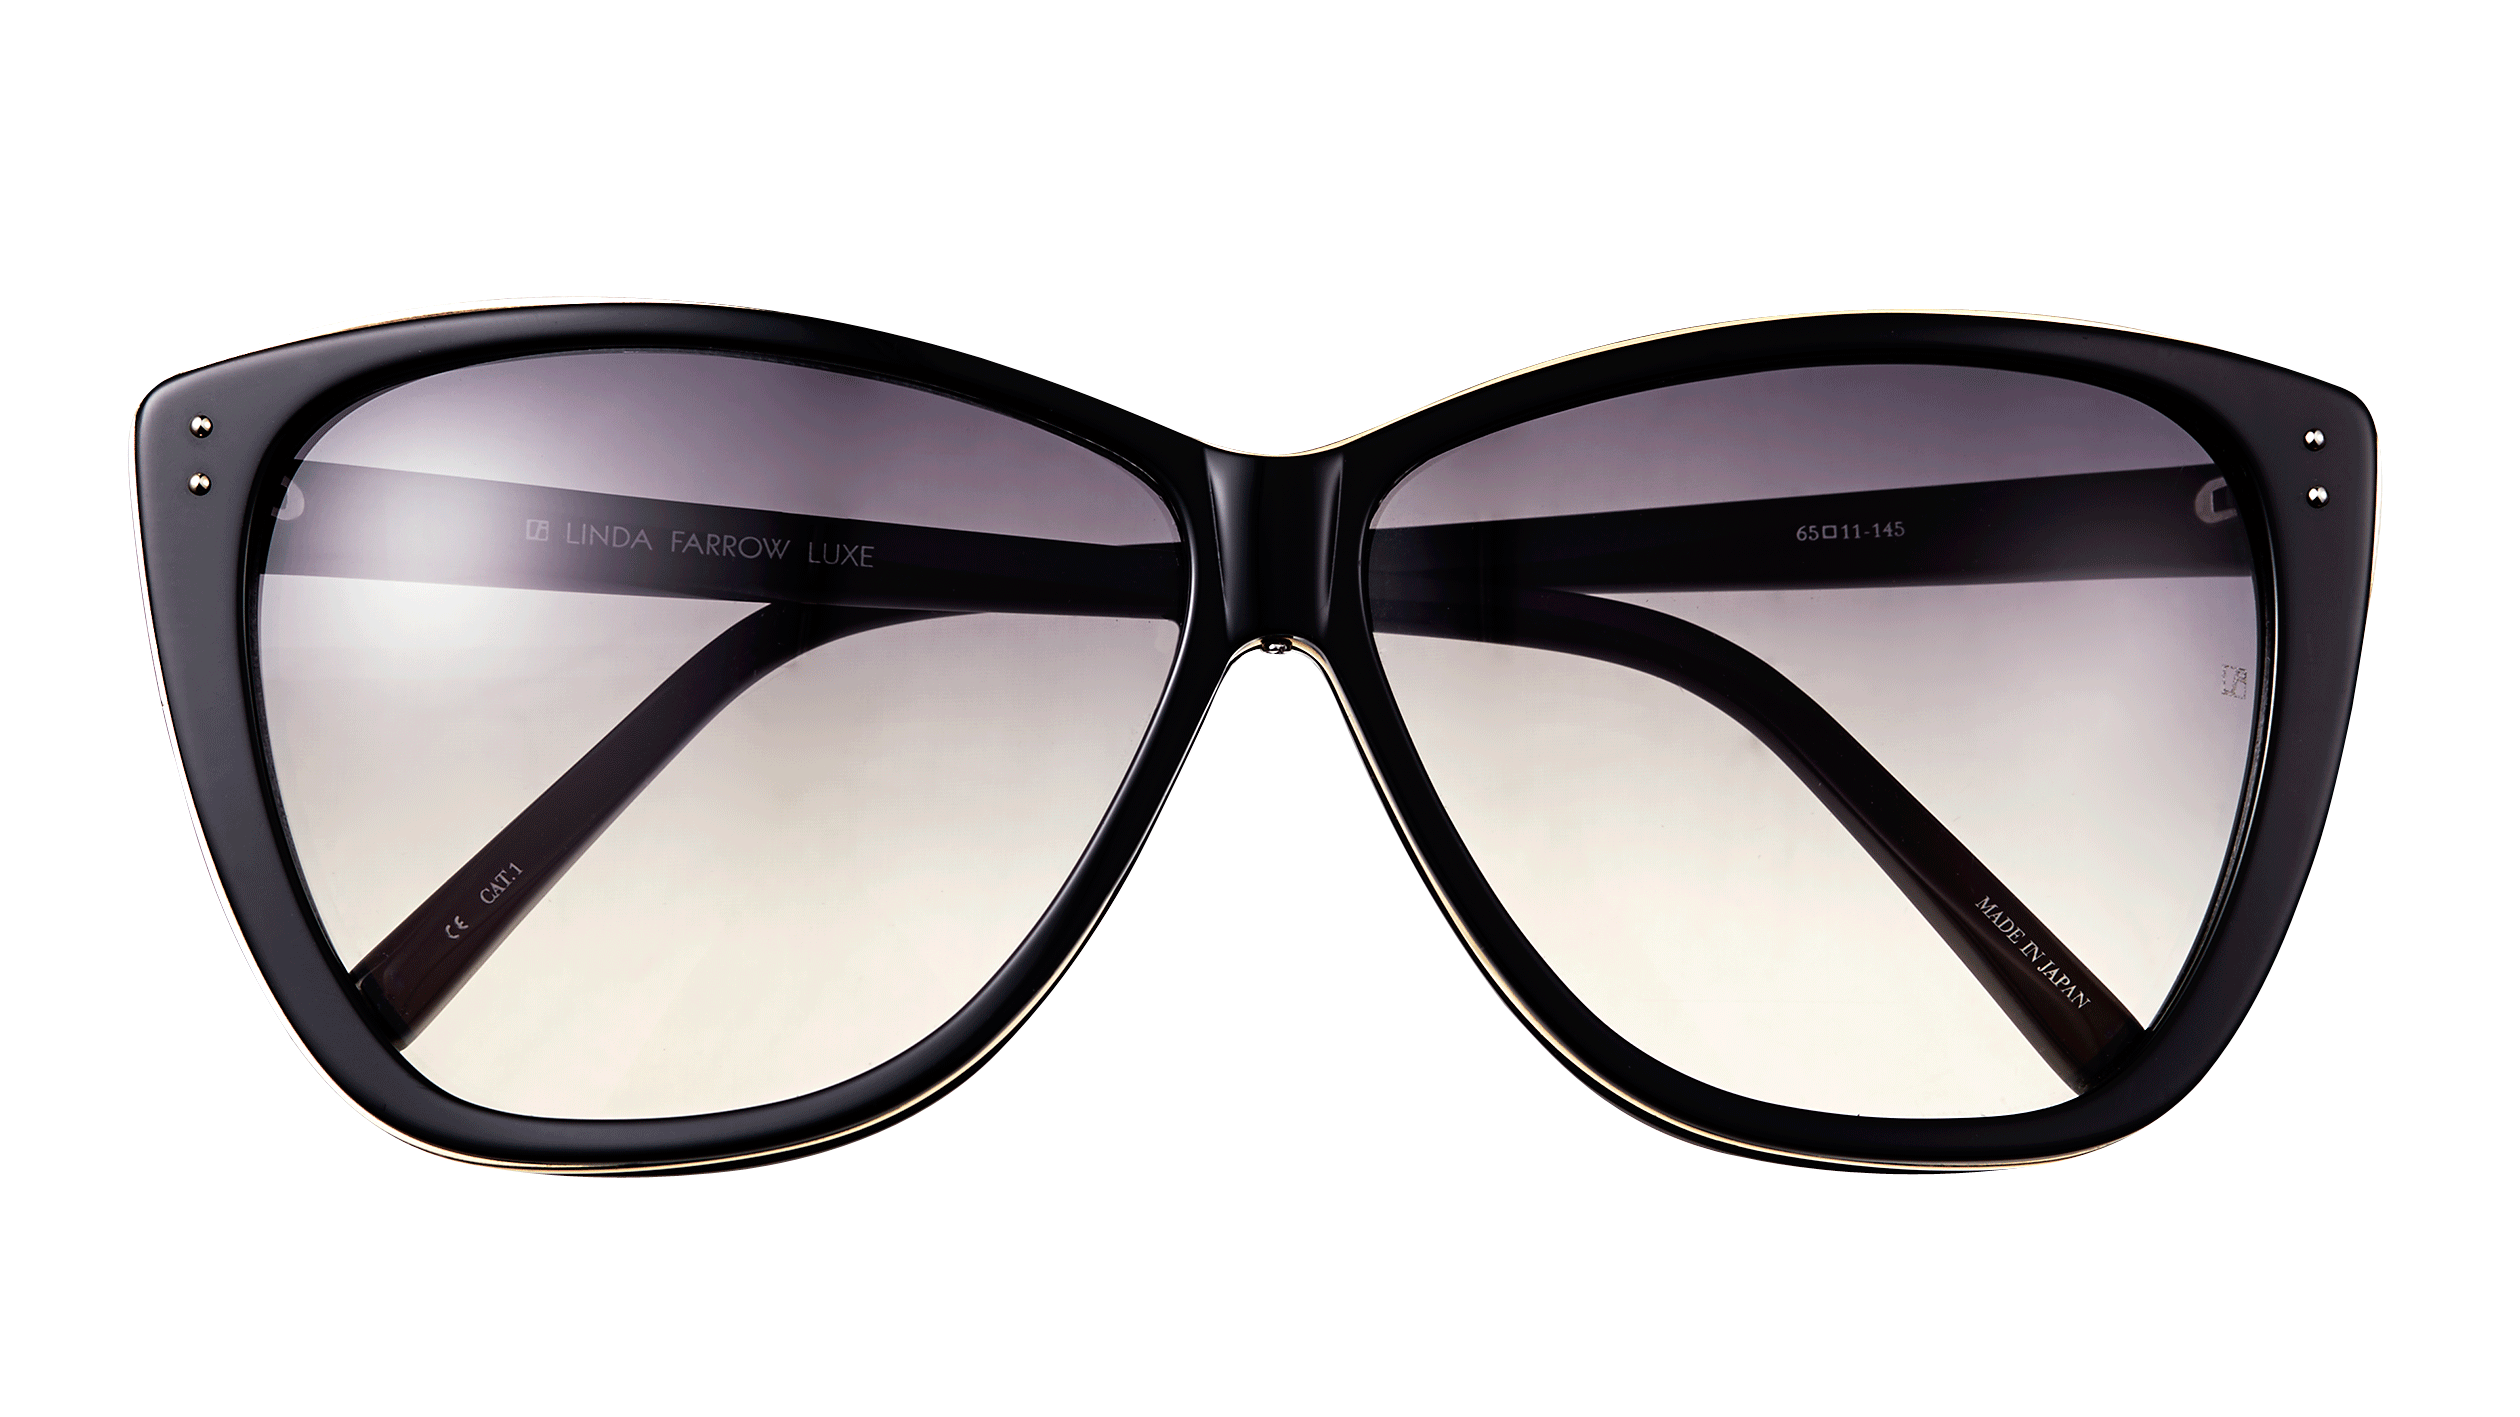 LINDA FARROW LUXE
65□11-145
CE CAT.1
MADE IN JAPAN